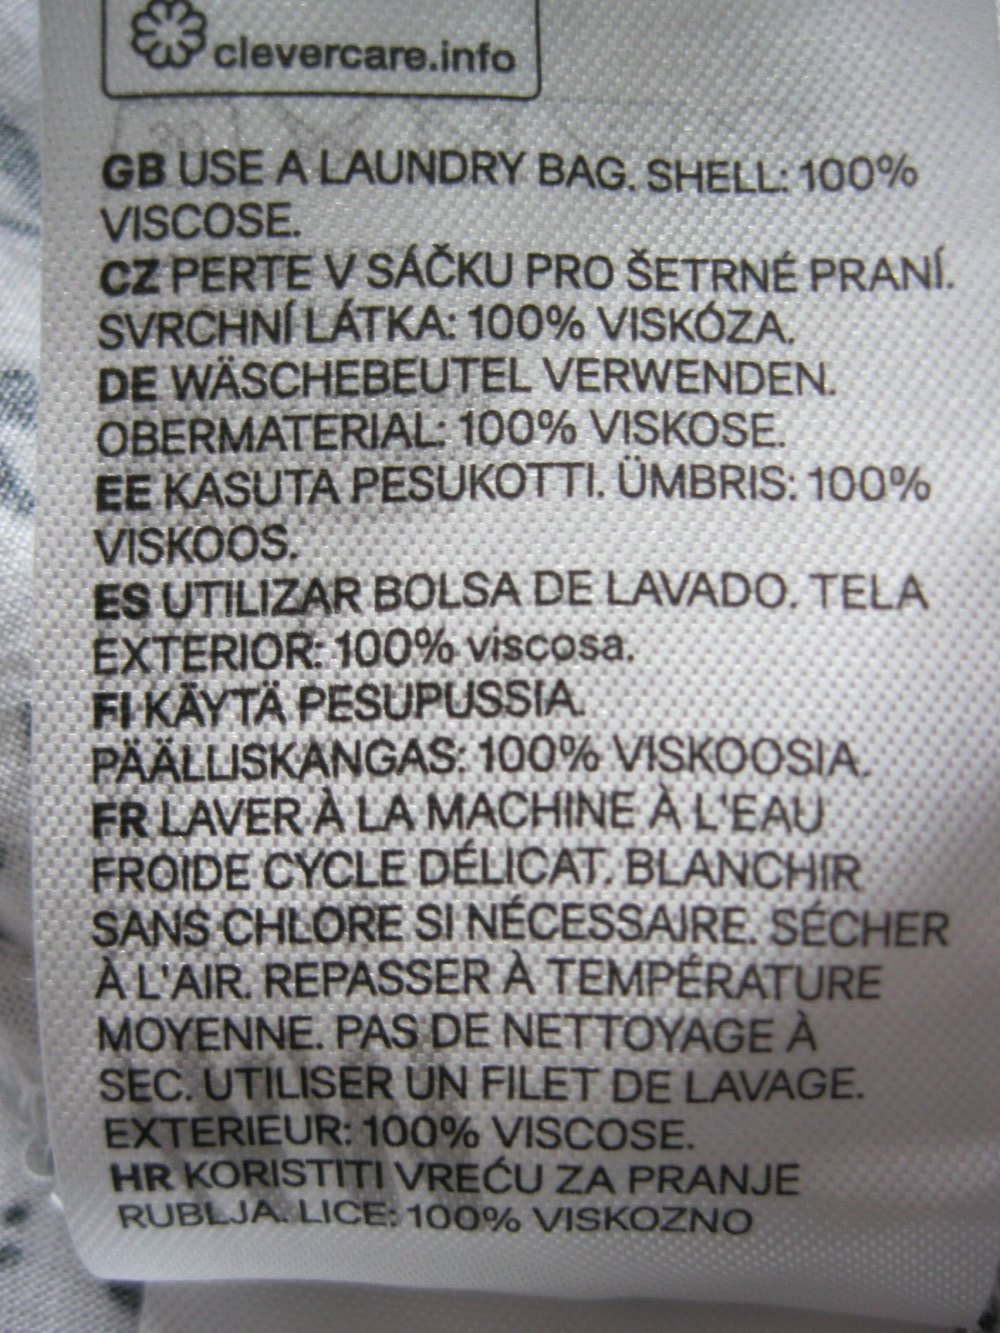 clevercare.info
GB USE A LAUNDRY BAG. SHELL: 100%
VISCOSE.
CZ PERTE V SÁČKU PRO ŠETRNÉ PRANÍ.
SVRCHNÍ LÁTKA: 100% VISKÓZA.
DE WÄSCHEBEUTEL VERWENDEN.
OBERMATERIAL: 100% VISKOSE.
EE KASUTA PESUKOTTI. ÜMBRIS: 100%
VISKOOS.
ES UTILIZAR BOLSA DE LAVADO. TELA
EXTERIOR: 100% viscosa.
FI KÄYTÄ PESUPUSSIA.
PÄÄLLISKANGAS: 100% VISKOOSIA.
FR LAVER À LA MACHINE À L'EAU
FROIDE CYCLE DÉLICAT. BLANCHIR
SANS CHLORE SI NÉCESSAIRE. SÉCHER
À L'AIR. REPASSER À TEMPÉRATURE
MOYENNE. PAS DE NETTOYAGE À
SEC. UTILISER UN FILET DE LAVAGE.
EXTERIEUR: 100% VISCOSE.
HR KORISTITI VREĆU ZA PRANJE
RUBLJA. LICE: 100% VISKOZNO